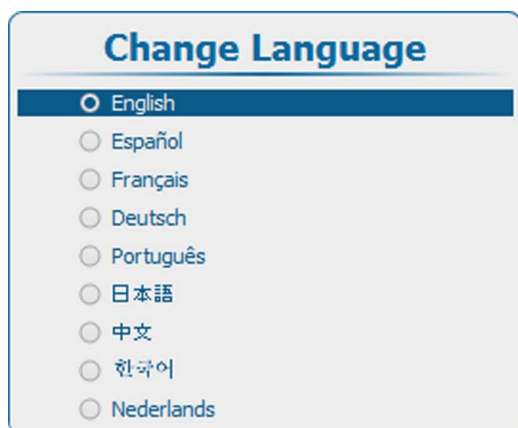 Change Language
English
Español
Français
Deutsch
Português
日本語
中文
한국어
Nederlands